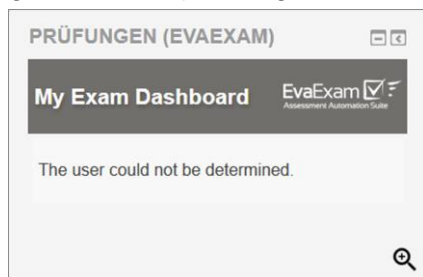 PRÜFUNGEN (EVAEXAM)
My Exam Dashboard
EvaExam
Assessment Automation Suite
The user could not be determined.